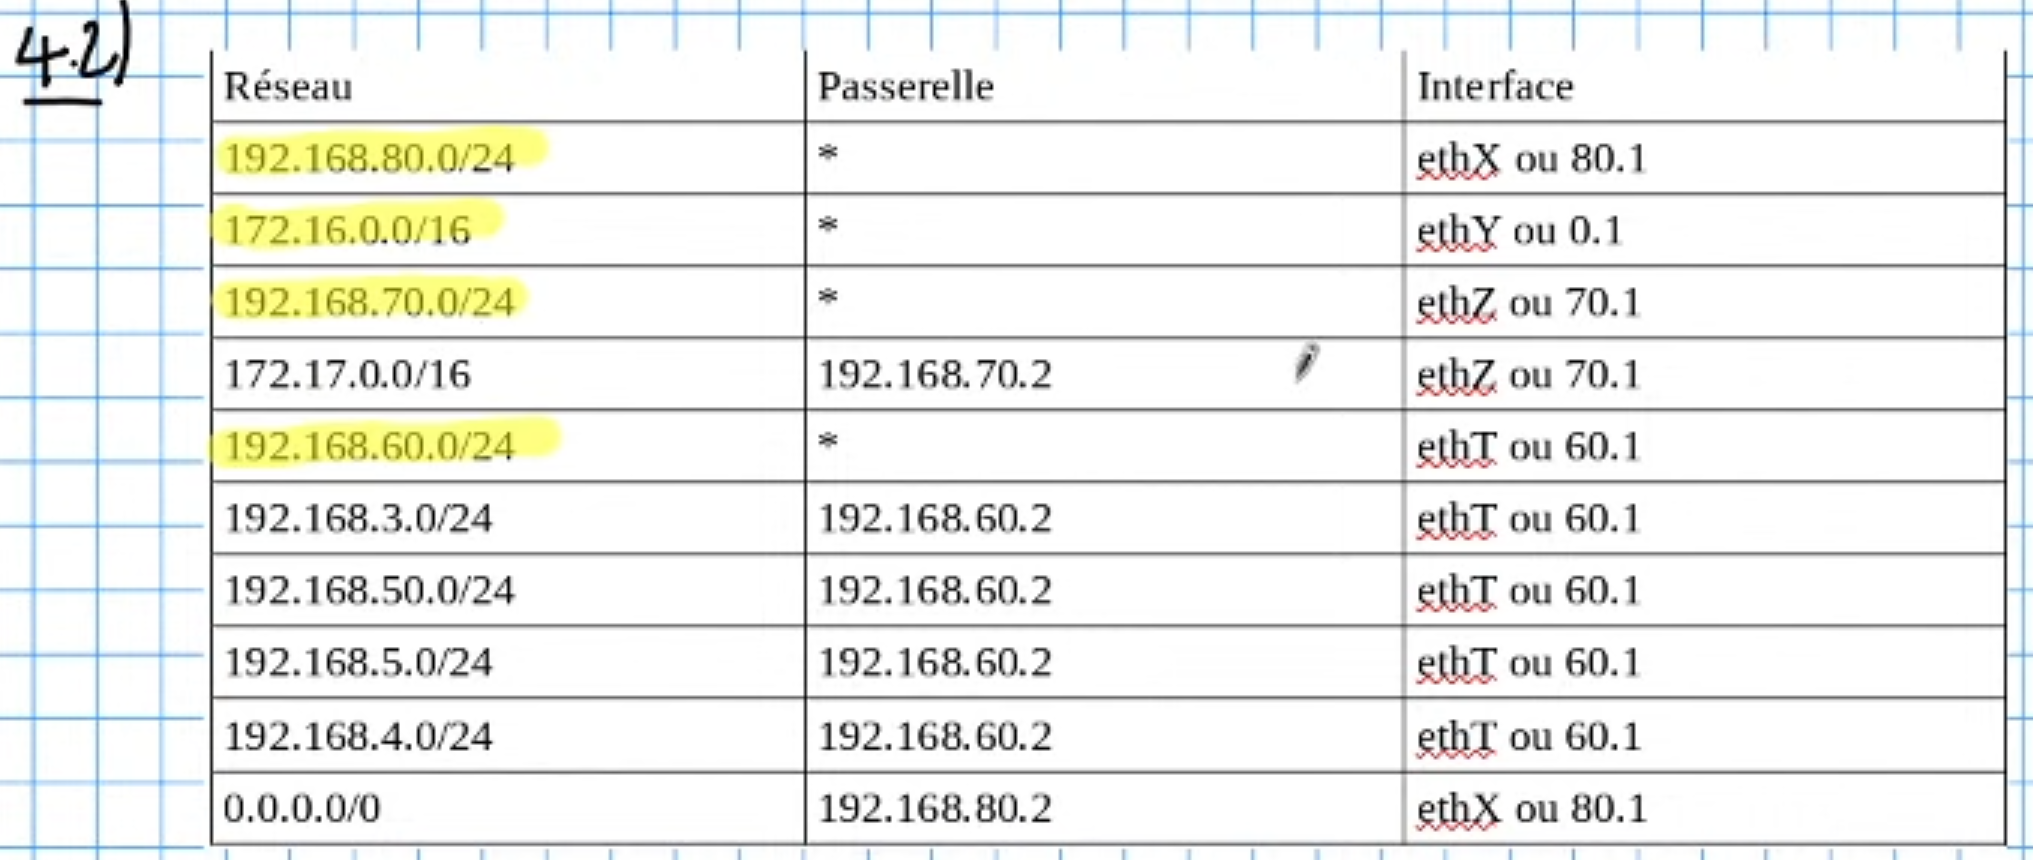 4.2)
Réseau Passerelle Interface
192.168.80.0/24 * ethX ou 80.1
172.16.0.0/16 * ethY ou 0.1
192.168.70.0/24 * ethZ ou 70.1
172.17.0.0/16 192.168.70.2 ethZ ou 70.1
192.168.60.0/24 * ethT ou 60.1
192.168.3.0/24 192.168.60.2 ethT ou 60.1
192.168.50.0/24 192.168.60.2 ethT ou 60.1
192.168.5.0/24 192.168.60.2 ethT ou 60.1
192.168.4.0/24 192.168.60.2 ethT ou 60.1
0.0.0.0/0 192.168.80.2 ethX ou 80.1